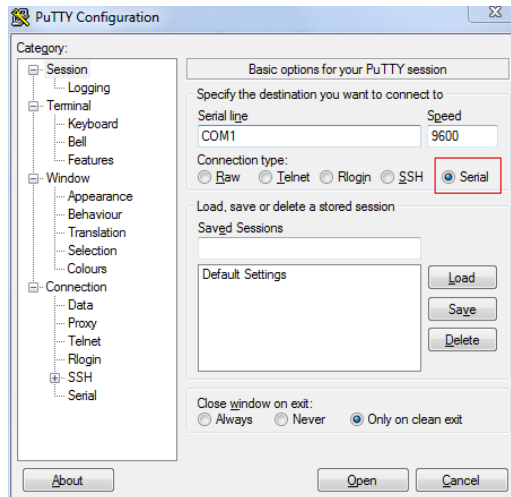 PuTTY Configuration
Category:
Session
Logging
Terminal
Keyboard
Bell
Features
Window
Appearance
Behaviour
Translation
Selection
Colours
Connection
Data
Proxy
Telnet
Rlogin
SSH
Serial
Basic options for your PuTTY session
Specify the destination you want to connect to
Serial line Speed
COM1 9600
Connection type:
Raw Telnet Rlogin SSH Serial
Load, save or delete a stored session
Saved Sessions
Default Settings
Load
Save
Delete
Close window on exit:
Always Never Only on clean exit
About Open Cancel